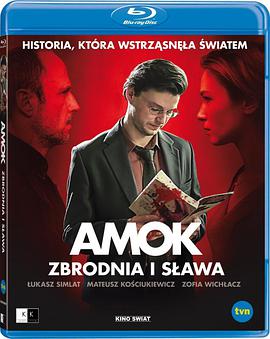 Blu-ray Disc
HISTORIA, KTÓRA WSTRZĄSNĘŁA ŚWIATEM
AMOK
ZBRODNIA I SŁAWA
ŁUKASZ SIMLAT MATEUSZ KOŚCIUKIEWICZ ZOFIA WICHŁACZ
KINO ŚWIAT
tvn
AMOK
ZBRODNIA I SŁAWA
K K